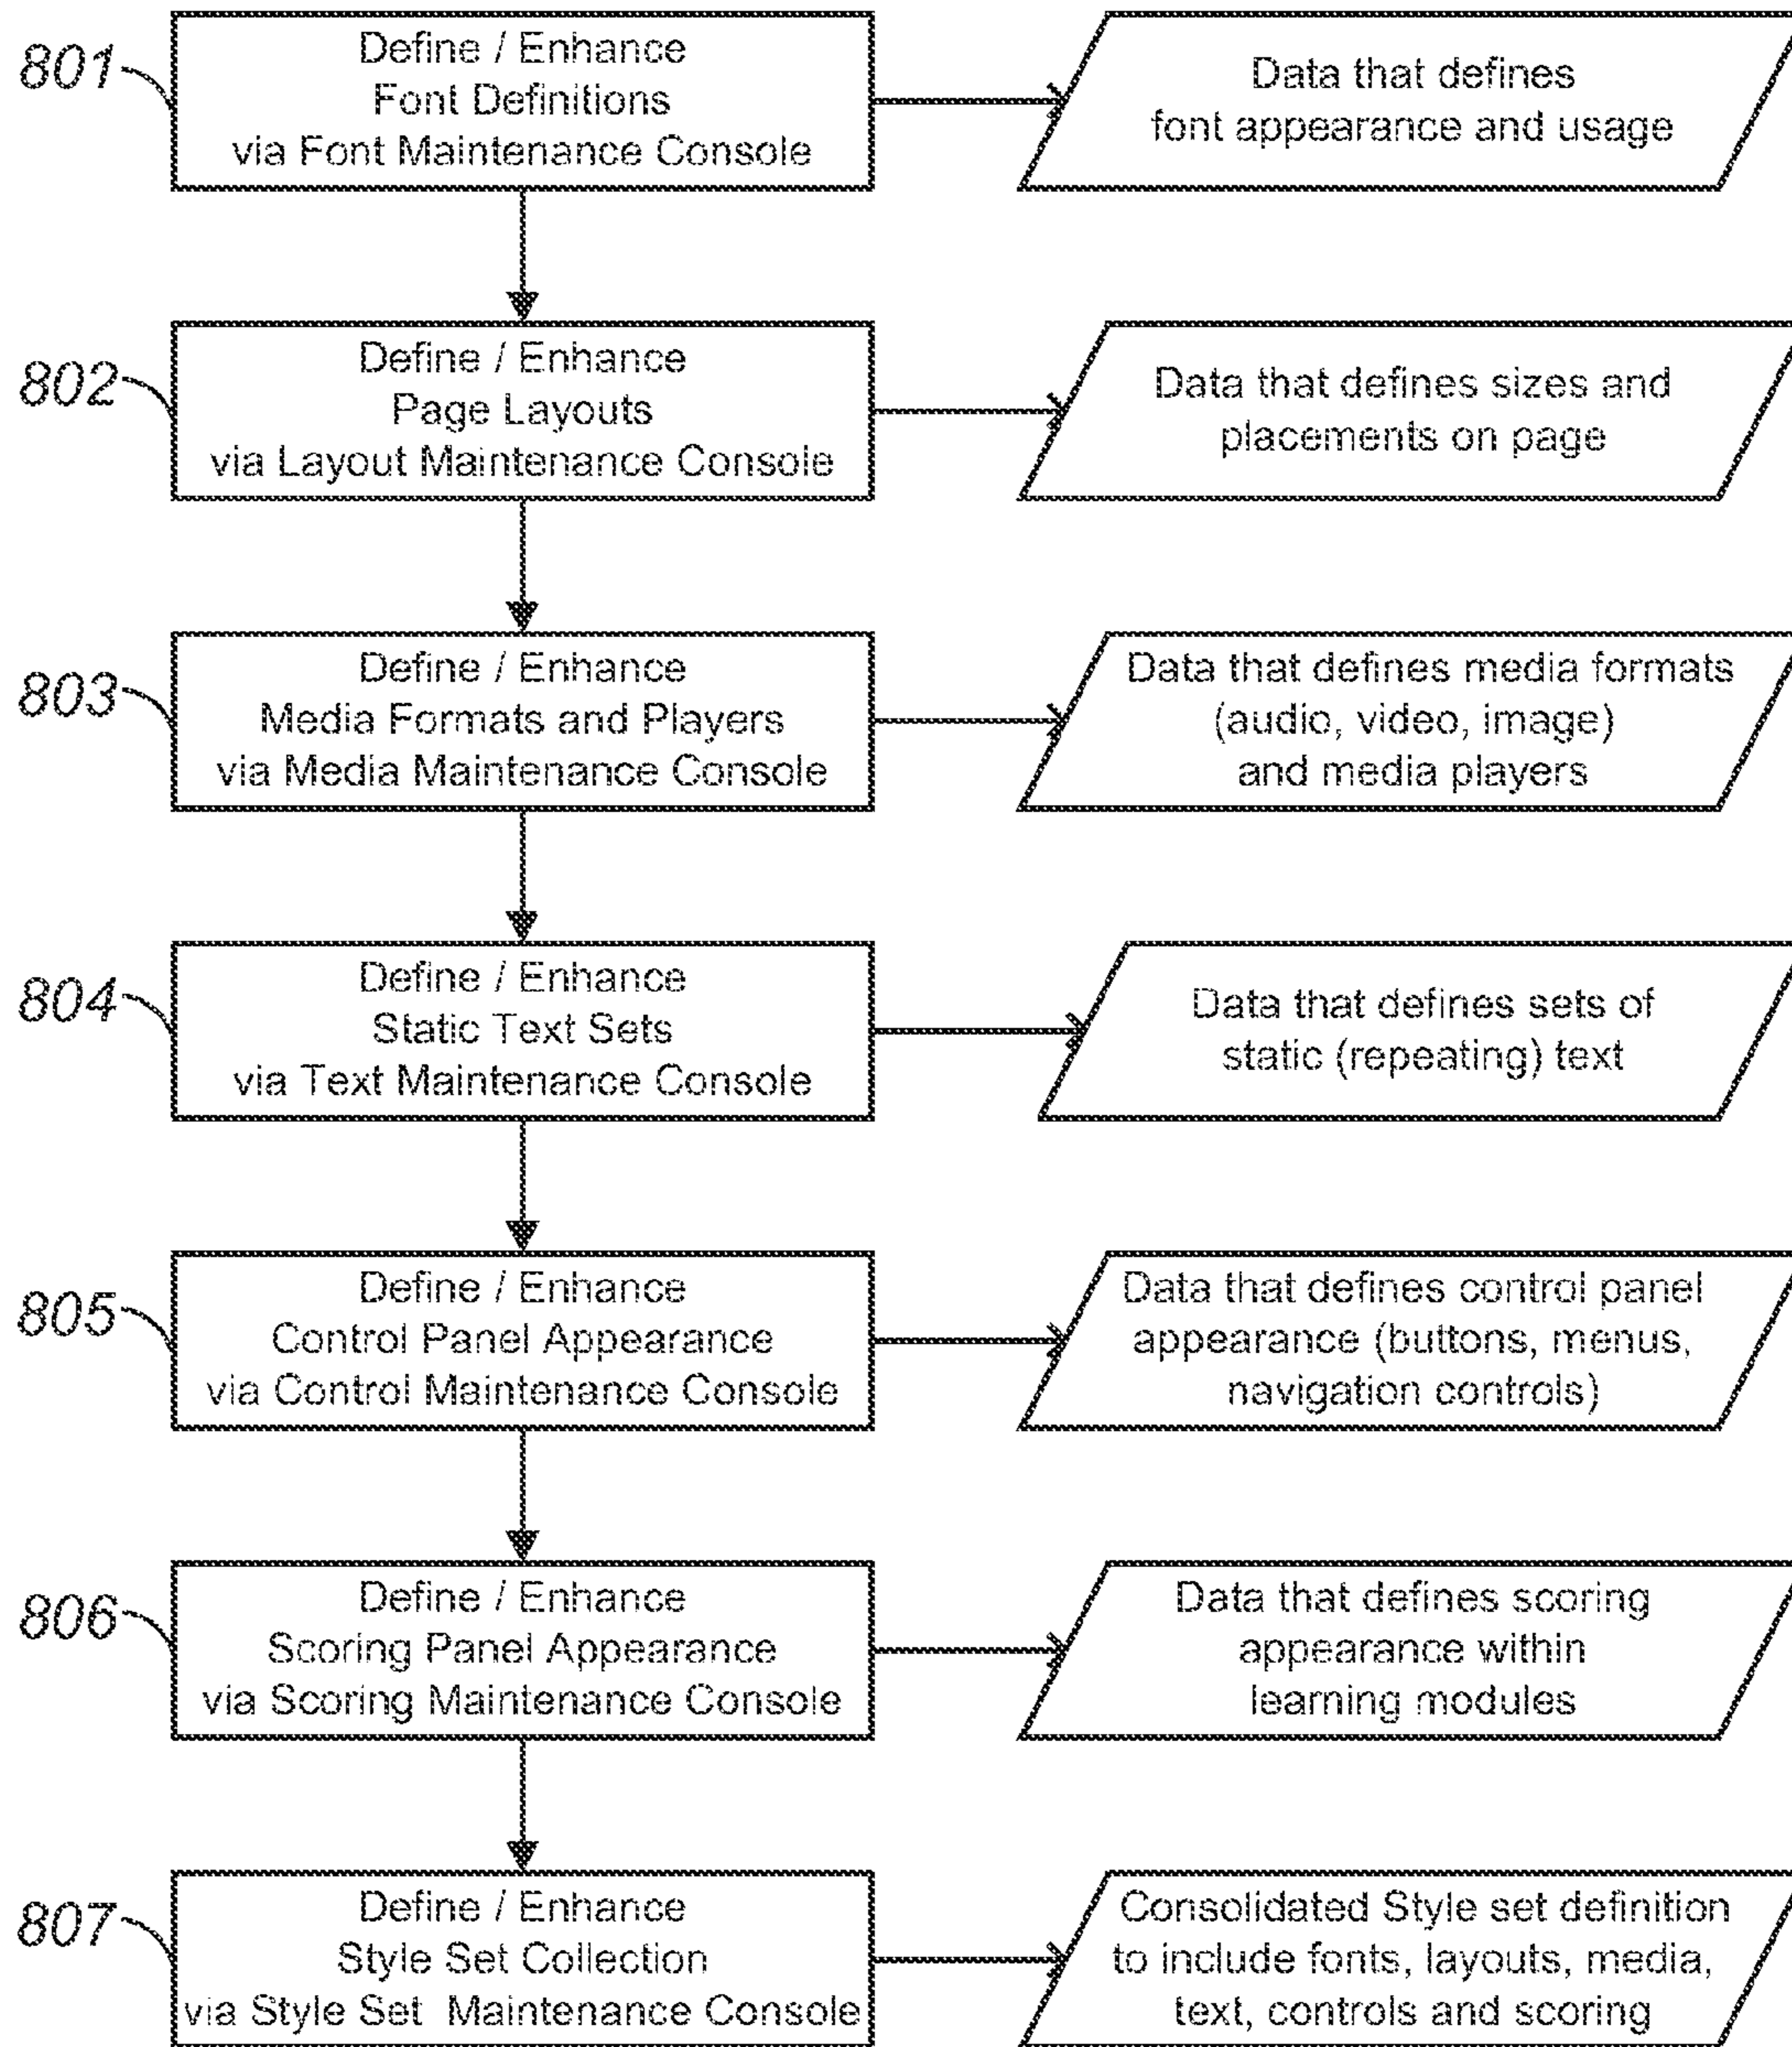 801
Define / Enhance
Font Definitions
via Font Maintenance Console
Data that defines
font appearance and usage
802
Define / Enhance
Page Layouts
via Layout Maintenance Console
Data that defines sizes and
placements on page
803
Define / Enhance
Media Formats and Players
via Media Maintenance Console
Data that defines media formats
(audio, video, image)
and media players
804
Define / Enhance
Static Text Sets
via Text Maintenance Console
Data that defines sets of
static (repeating) text
805
Define / Enhance
Control Panel Appearance
via Control Maintenance Console
Data that defines control panel
appearance (buttons, menus,
navigation controls)
806
Define / Enhance
Scoring Panel Appearance
via Scoring Maintenance Console
Data that defines scoring
appearance within
learning modules
807
Define / Enhance
Style Set Collection
via Style Set Maintenance Console
Consolidated Style set definition
to include fonts, layouts, media,
text, controls and scoring